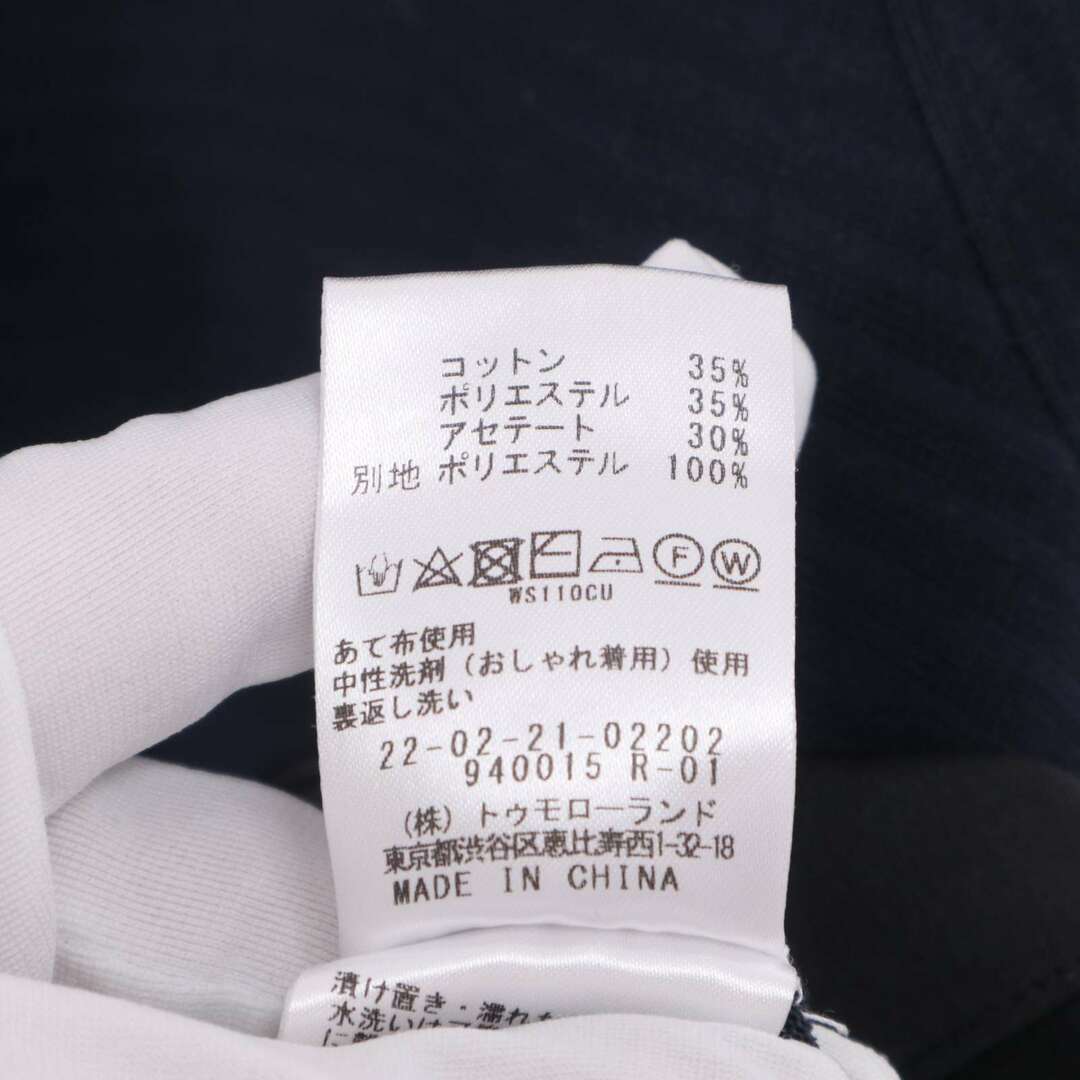 コットン 35%
ポリエステル 35%
アセテート 30%
別地 ポリエステル 100%
F W
WS110CU
あて布使用
中性洗剤(おしゃれ着用)使用
裏返し洗い
22-02-21-02202
940015 R-01
(株)トゥモローランド
東京都渋谷区恵比寿西1-32-18
MADE IN CHINA
漬け置き・濡れた
水洗いは